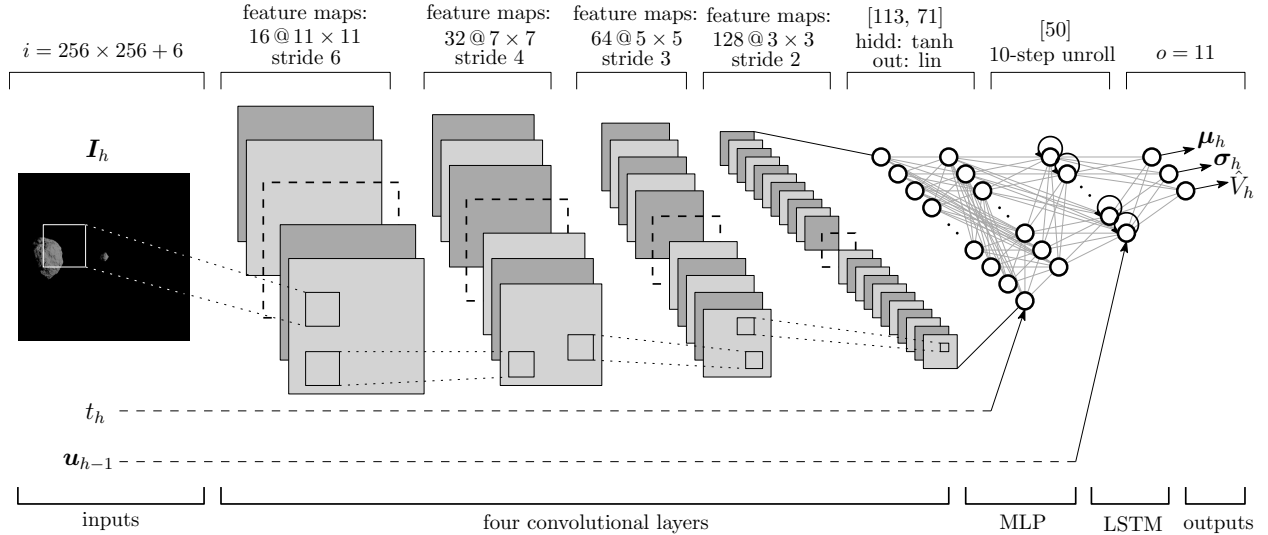 i = 256 × 256 + 6
feature maps:
16 @ 11 × 11
stride 6
feature maps:
32 @ 7 × 7
stride 4
feature maps:
64 @ 5 × 5
stride 3
feature maps:
128 @ 3 × 3
stride 2
[113, 71]
hidd: tanh
out: lin
[50]
10-step unroll
o = 11
I_h
μ_h
σ_h
V̂_h
t_h
u_{h−1}
inputs
four convolutional layers
MLP
LSTM
outputs